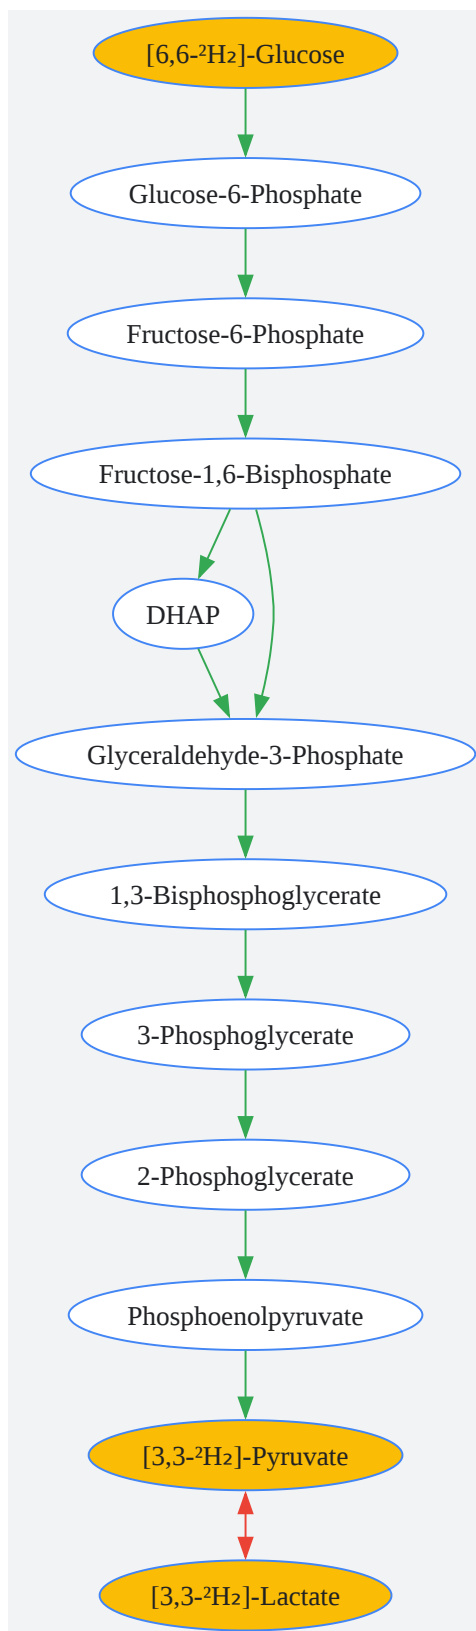 [6,6-²H₂]-Glucose
Glucose-6-Phosphate
Fructose-6-Phosphate
Fructose-1,6-Bisphosphate
DHAP
Glyceraldehyde-3-Phosphate
1,3-Bisphosphoglycerate
3-Phosphoglycerate
2-Phosphoglycerate
Phosphoenolpyruvate
[3,3-²H₂]-Pyruvate
[3,3-²H₂]-Lactate